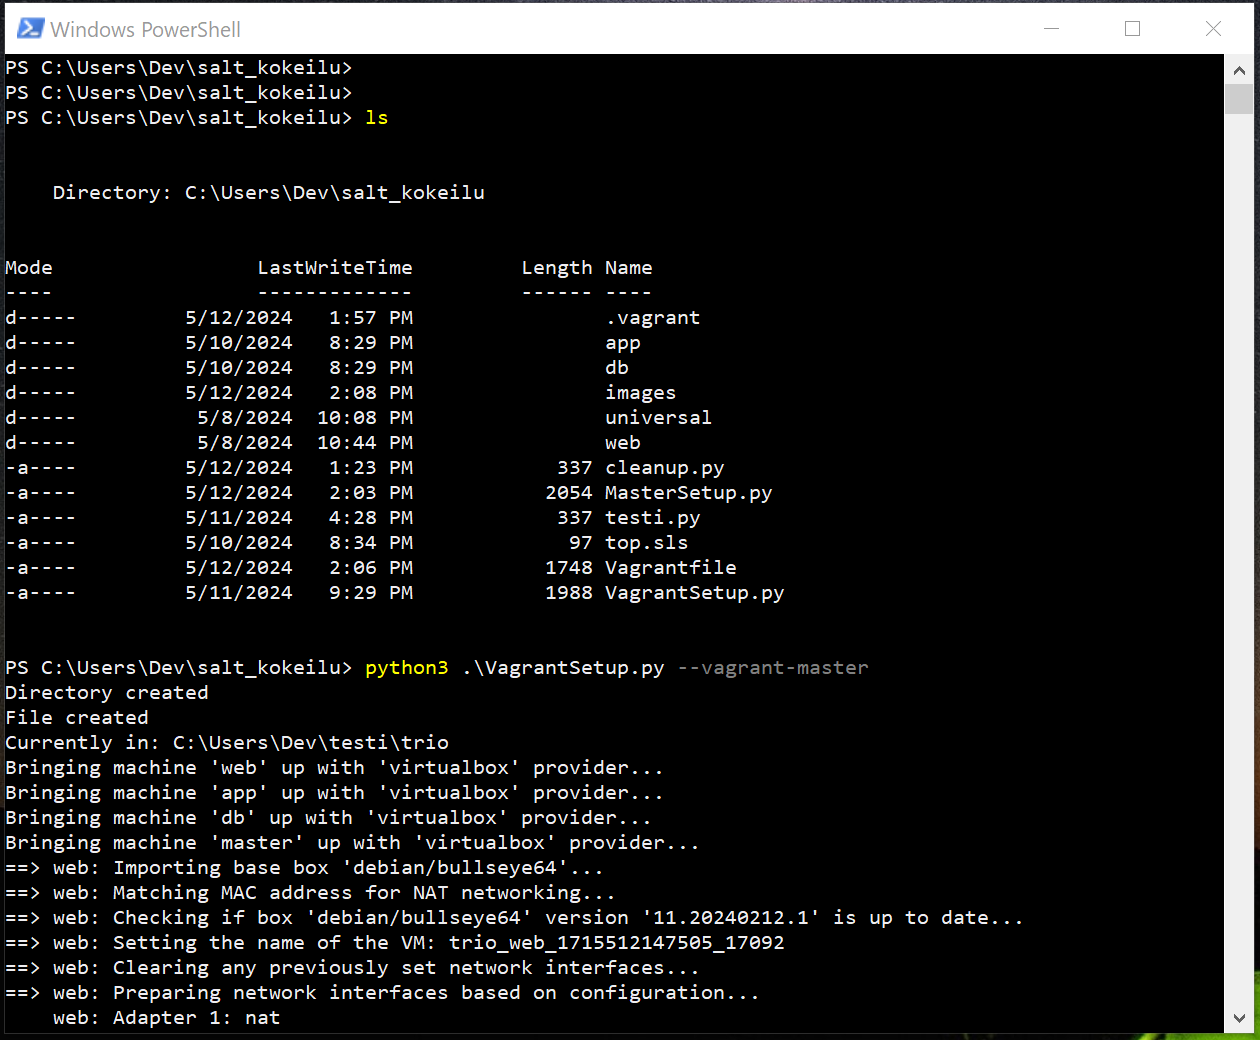 Windows PowerShell
PS C:\Users\Dev\salt_kokeilu>
PS C:\Users\Dev\salt_kokeilu>
PS C:\Users\Dev\salt_kokeilu> ls
Directory: C:\Users\Dev\salt_kokeilu
Mode LastWriteTime Length Name
---- ------------- ------ ----
d----- 5/12/2024 1:57 PM .vagrant
d----- 5/10/2024 8:29 PM app
d----- 5/10/2024 8:29 PM db
d----- 5/12/2024 2:08 PM images
d----- 5/8/2024 10:08 PM universal
d----- 5/8/2024 10:44 PM web
-a---- 5/12/2024 1:23 PM 337 cleanup.py
-a---- 5/12/2024 2:03 PM 2054 MasterSetup.py
-a---- 5/11/2024 4:28 PM 337 testi.py
-a---- 5/10/2024 8:34 PM 97 top.sls
-a---- 5/12/2024 2:06 PM 1748 Vagrantfile
-a---- 5/11/2024 9:29 PM 1988 VagrantSetup.py
PS C:\Users\Dev\salt_kokeilu> python3 .\VagrantSetup.py --vagrant-master
Directory created
File created
Currently in: C:\Users\Dev\testi\trio
Bringing machine 'web' up with 'virtualbox' provider...
Bringing machine 'app' up with 'virtualbox' provider...
Bringing machine 'db' up with 'virtualbox' provider...
Bringing machine 'master' up with 'virtualbox' provider...
==> web: Importing base box 'debian/bullseye64'...
==> web: Matching MAC address for NAT networking...
==> web: Checking if box 'debian/bullseye64' version '11.20240212.1' is up to date...
==> web: Setting the name of the VM: trio_web_1715512147505_17092
==> web: Clearing any previously set network interfaces...
==> web: Preparing network interfaces based on configuration...
web: Adapter 1: nat